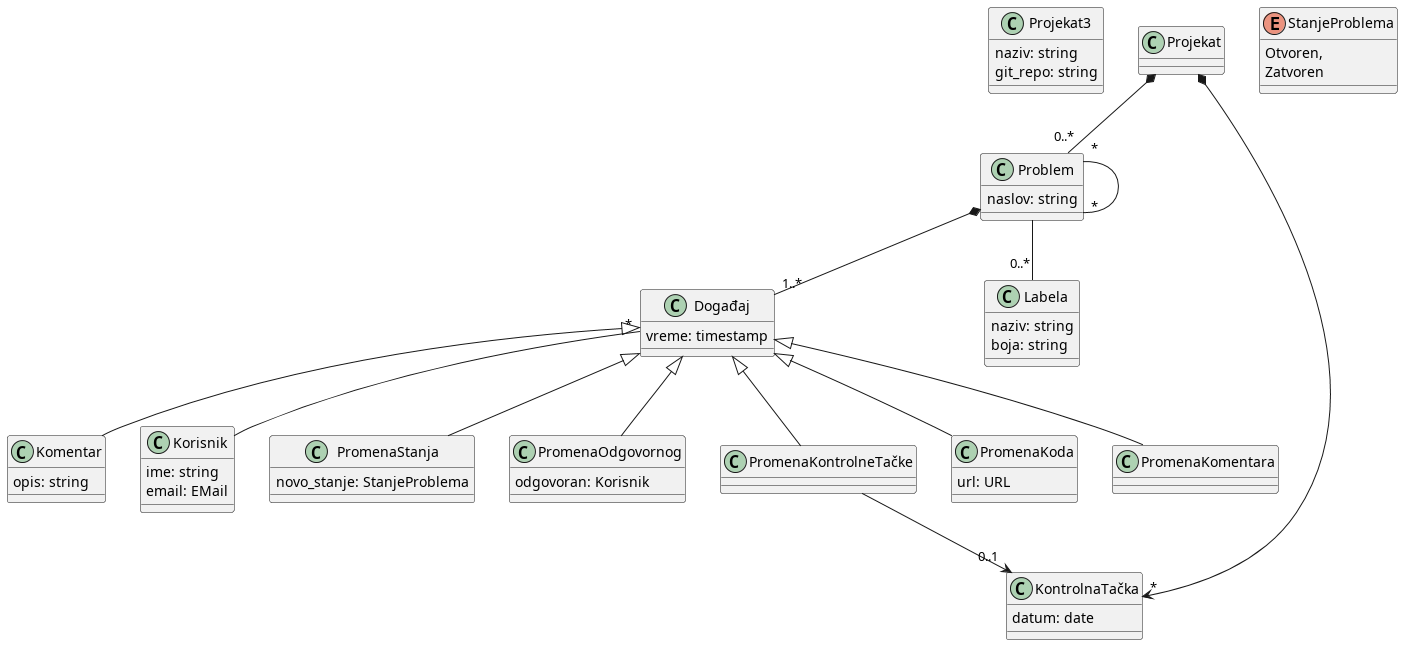 C Projekat3
naziv: string
git_repo: string
C Projekat
E StanjeProblema
Otvoren,
Zatvoren
0..*
*
C Problem
naslov: string
*
1..*
0..*
C Događaj
vreme: timestamp
*
C Labela
naziv: string
boja: string
C Komentar
opis: string
C Korisnik
ime: string
email: EMail
C PromenaStanja
novo_stanje: StanjeProblema
C PromenaOdgovornog
odgovoran: Korisnik
C PromenaKontrolneTačke
C PromenaKoda
url: URL
C PromenaKomentara
0..1
*
C KontrolnaTačka
datum: date